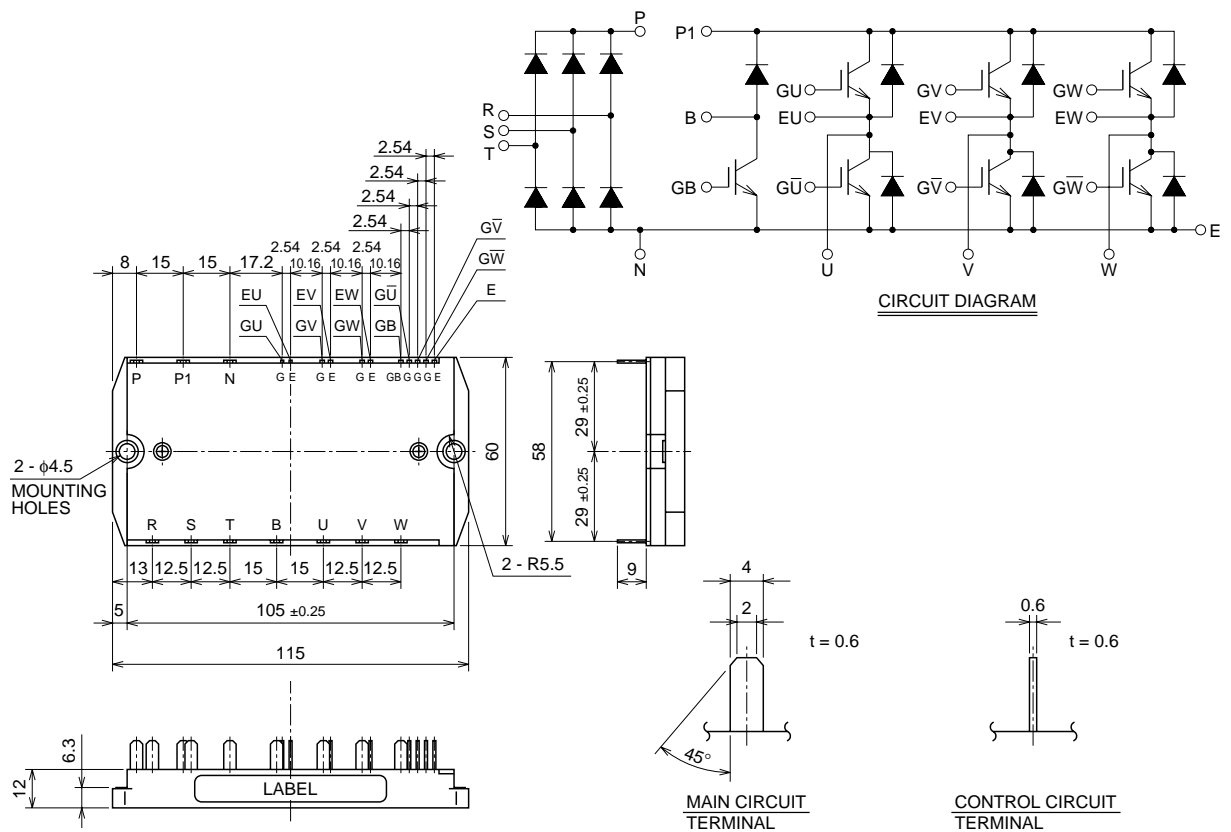 P
P1
R
S
T
B
GB
GU
EU
GU̅
GV
EV
GV̅
GW
EW
GW̅
E
N
U
V
W
CIRCUIT DIAGRAM
2.54
2.54
2.54
2.54
2.54 2.54 2.54
8 15 15 17.2 10.16 10.16 10.16
GV̅
GW̅
E
EU EV EW GU̅
GU GV GW GB
P P1 N G E G E G E GB G G G E
2 - ϕ4.5
MOUNTING
HOLES
R S T B U V W
2 - R5.5
13 12.5 12.5 15 15 12.5 12.5
5 105 ±0.25
115
60
58
29 ±0.25
29 ±0.25
9
6.3
12
LABEL
4
2
t = 0.6
45°
MAIN CIRCUIT
TERMINAL
0.6
t = 0.6
CONTROL CIRCUIT
TERMINAL